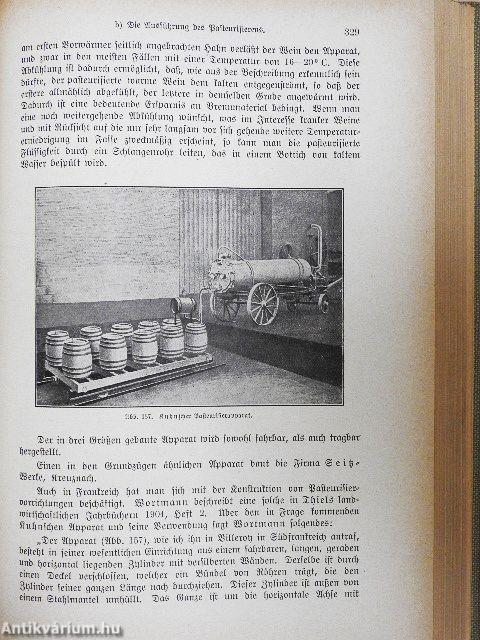 b) Die Ausführung des Pasteurisierens. 329
am ersten Vorwärmer seitlich angebrachten Hahn verläßt der Wein den Apparat,
und zwar in den meisten Fällen mit einer Temperatur von 16—20° C. Diese
Abkühlung ist dadurch ermöglicht, daß, wie aus der Beschreibung erkenntlich sein
dürfte, der pasteurisierte warme Wein dem kalten entgegenströmt, so daß der
erstere allmählich abgekühlt, der letztere in demselben Grade angewärmt wird.
Dadurch ist eine bedeutende Ersparnis an Brennmaterial bedingt. Wenn man
eine noch weitergehende Abkühlung wünscht, was im Interesse kranker Weine
und mit Rücksicht auf die nur sehr langsam vor sich gehende weitere Temperatur-
erniedrigung im Fasse zweckmäßig erscheint, so kann man die pasteurisierte
Flüssigkeit durch ein Schlangenrohr leiten, das in einem Bottich von kaltem
Wasser bespült wird.
Abb. 157. Kuhnscher Pasteurisierapparat.
Der in drei Größen gebaute Apparat wird sowohl fahrbar, als auch tragbar
hergestellt.
Einen in den Grundzügen ähnlichen Apparat baut die Firma Seitz-
Werke, Kreuznach.
Auch in Frankreich hat man sich mit der Konstruktion von Pasteurisier-
vorrichtungen beschäftigt. Wortmann beschreibt eine solche in Thiels land-
wirtschaftlichen Jahrbüchern 1904, Heft 2. Über den in Frage kommenden
Kuhnschen Apparat und seine Verwendung sagt Wortmann folgendes:
„Der Apparat (Abb. 157), wie ich ihn in Villeroy in Südfrankreich antraf,
besteht in seiner wesentlichen Einrichtung aus einem fahrbaren, langen, geraden
und horizontal liegenden Zylinder mit versilberten Wänden. Derselbe ist durch
einen Deckel verschlossen, welcher ein Bündel von Röhren trägt, die den
Zylinder seiner ganzen Länge nach durchziehen. Dieser Zylinder ist außen von
einem Stahlmantel umhüllt. Das Ganze ist um die horizontale Achse mit
Antikvárium.hu